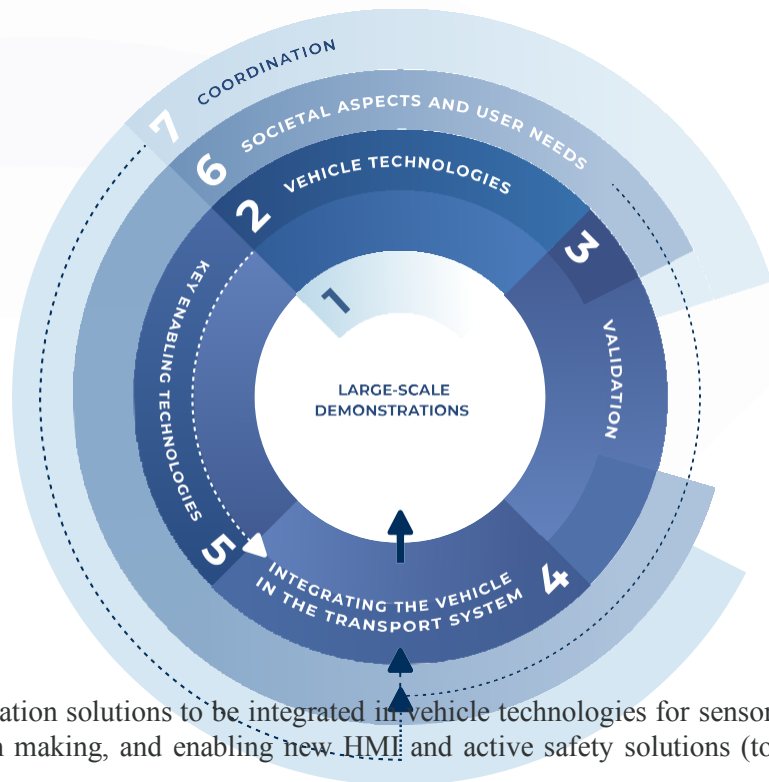 7 COORDINATION
6 SOCIETAL ASPECTS AND USER NEEDS
2 VEHICLE TECHNOLOGIES
3 VALIDATION
1
LARGE-SCALE
DEMONSTRATIONS
KEY ENABLING TECHNOLOGIES 5
INTEGRATING THE VEHICLE
IN THE TRANSPORT SYSTEM 4
ation solutions to be integrated in vehicle technologies for sensor
making, and enabling new HMI and active safety solutions (to